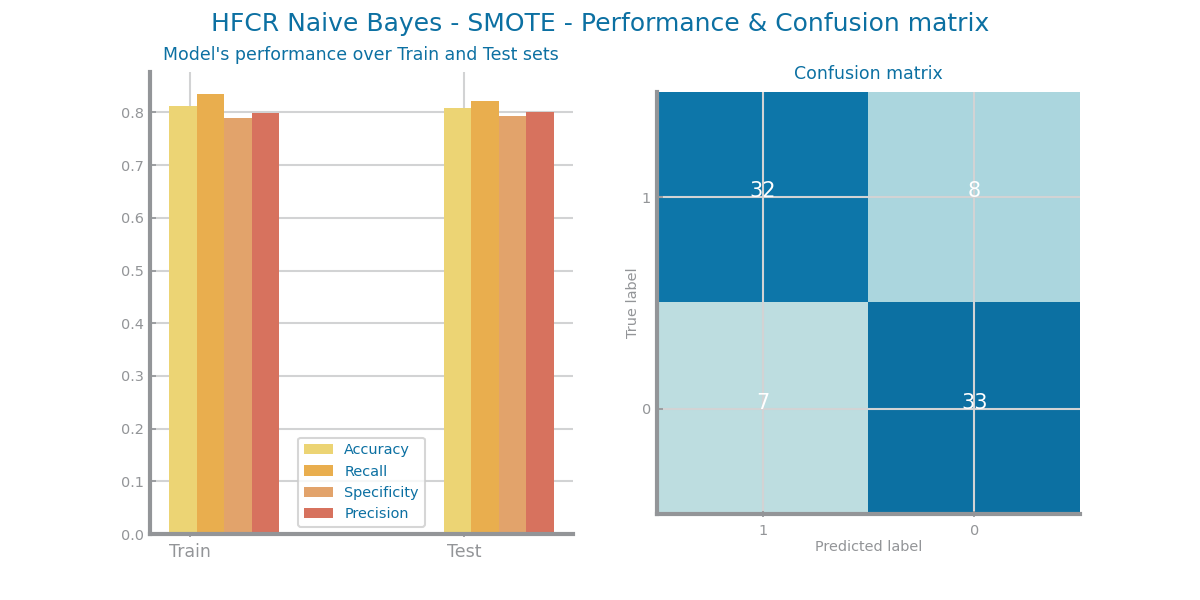 HFCR Naive Bayes - SMOTE - Performance & Confusion matrix
Model's performance over Train and Test sets
0.8
0.7
0.6
0.5
0.4
0.3
0.2
0.1
0.0
Accuracy
Recall
Specificity
Precision
Train
Test
Confusion matrix
True label
1
0
32
8
7
33
1
0
Predicted label